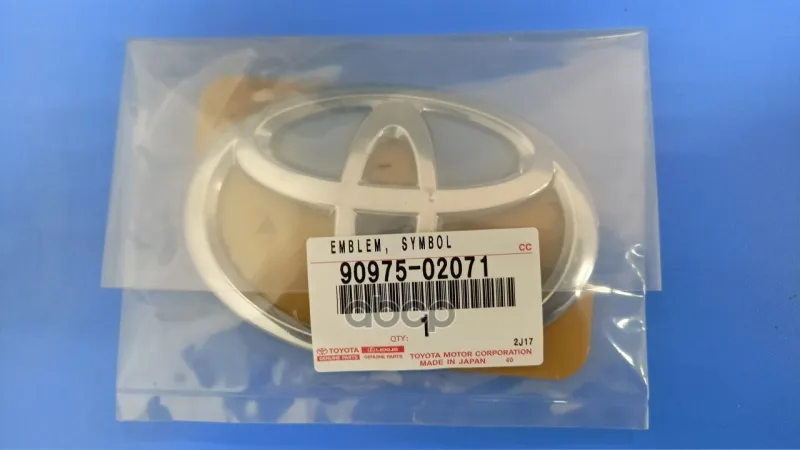 EMBLEM, SYMBOL
CC
90975-02071
авср
1
QTY:
2J17
TOYOTA LEXUS
GENUINE PARTS GENUINE PARTS
TOYOTA MOTOR CORPORATION
MADE IN JAPAN 40